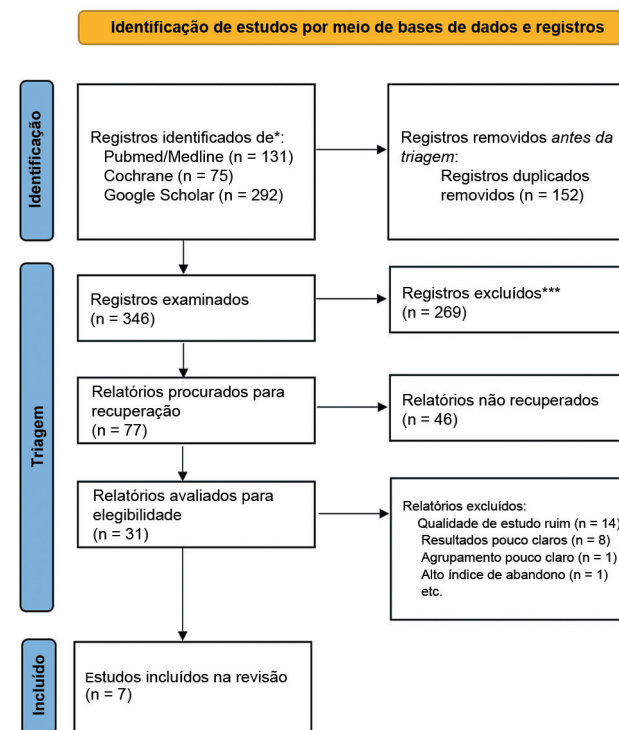 Identificação de estudos por meio de bases de dados e registros
Identificação
Registros identificados de*:
Pubmed/Medline (n = 131)
Cochrane (n = 75)
Google Scholar (n = 292)
Registros removidos antes da
triagem:
Registros duplicados
removidos (n = 152)
Triagem
Registros examinados
(n = 346)
Registros excluídos***
(n = 269)
Relatórios procurados para
recuperação
(n = 77)
Relatórios não recuperados
(n = 46)
Relatórios avaliados para
elegibilidade
(n = 31)
Relatórios excluídos:
Qualidade de estudo ruim (n = 14)
Resultados pouco claros (n = 8)
Agrupamento pouco claro (n = 1)
Alto índice de abandono (n = 1)
etc.
Incluído
Estudos incluídos na revisão
(n = 7)